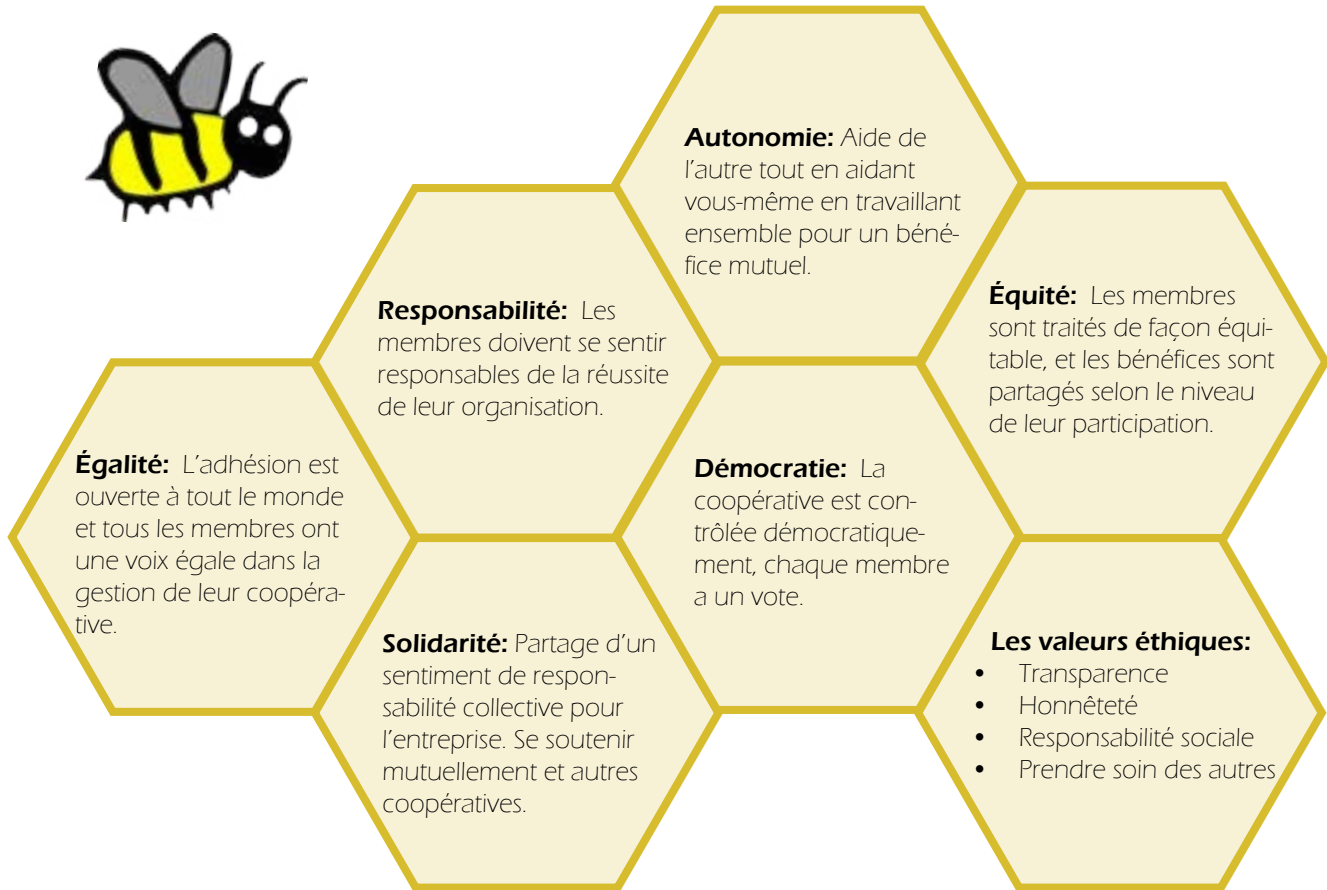 Autonomie: Aide de
l'autre tout en aidant
vous-même en travaillant
ensemble pour un béné-
fice mutuel.
Responsabilité:  Les
membres doivent se sentir
responsables de la réussite
de leur organisation.
Équité:  Les membres
sont traités de façon équi-
table, et les bénéfices sont
partagés selon le niveau
de leur participation.
Égalité:  L'adhésion est
ouverte à tout le monde
et tous les membres ont
une voix égale dans la
gestion de leur coopéra-
tive.
Démocratie:  La
coopérative est con-
trôlée démocratique-
ment, chaque membre
a un vote.
Solidarité: Partage d'un
sentiment de respon-
sabilité collective pour
l'entreprise. Se soutenir
mutuellement et autres
coopératives.
Les valeurs éthiques:
• Transparence
• Honnêteté
• Responsabilité sociale
• Prendre soin des autres